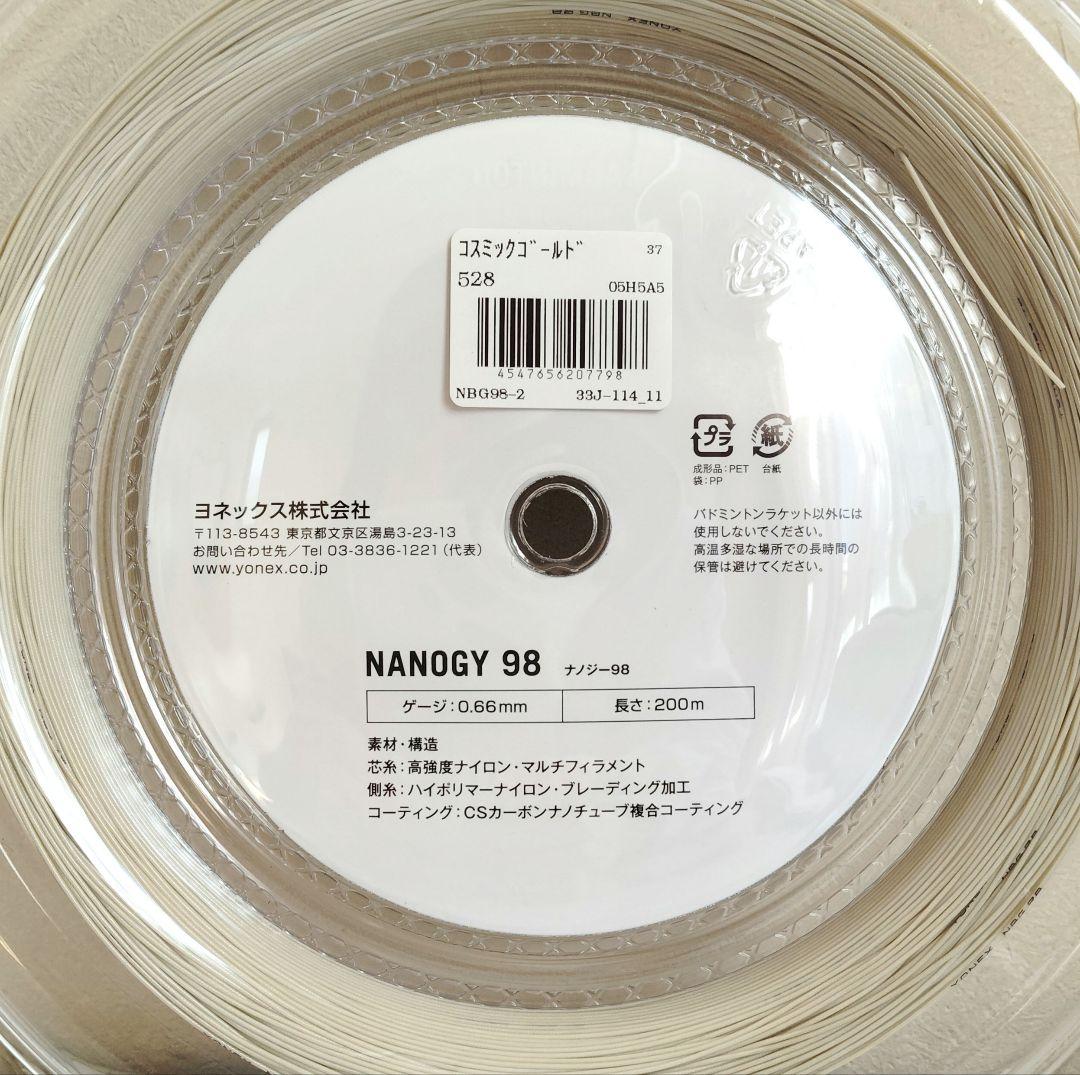 コスミックゴールド 37
528 05H5A5
4547656207798
NBG98-2 33J-114_11
プラ 紙
成形品:PET 台紙
袋:PP
ヨネックス株式会社
〒113-8543 東京都文京区湯島3-23-13
お問い合わせ先/Tel 03-3836-1221(代表)
www.yonex.co.jp
バドミントンラケット以外には
使用しないでください。
高温多湿な場所での長時間の
保管は避けてください。
NANOGY 98 ナノジー98
ゲージ:0.66mm 長さ:200m
素材・構造
芯糸:高強度ナイロン・マルチフィラメント
側糸:ハイポリマーナイロン・ブレーディング加工
コーティング:CSカーボンナノチューブ複合コーティング
YONEX